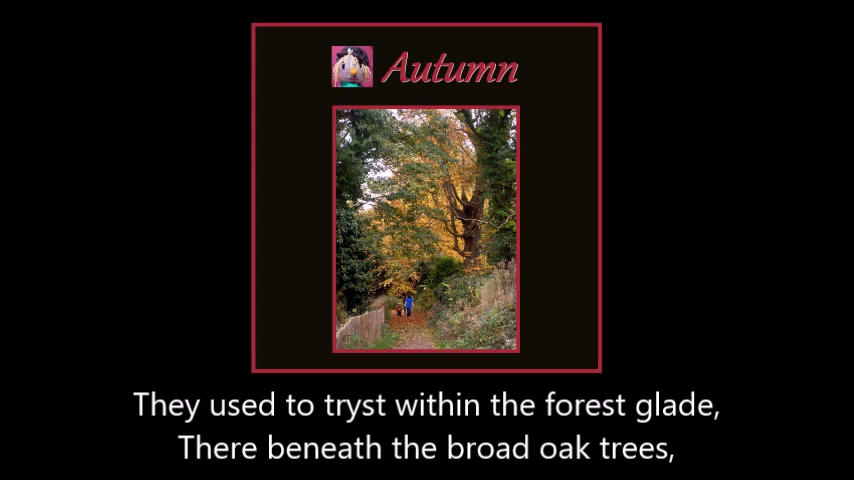 Autumn
They used to tryst within the forest glade,
There beneath the broad oak trees,